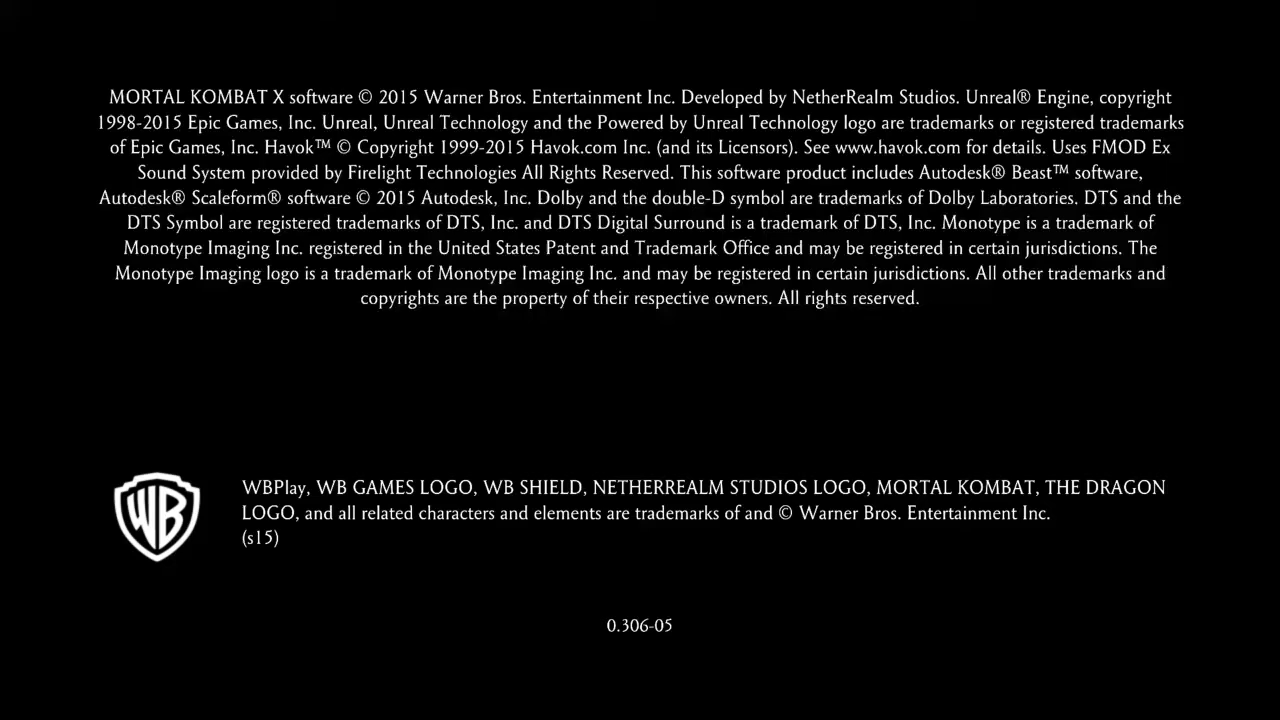 MORTAL KOMBAT X software © 2015 Warner Bros. Entertainment Inc. Developed by NetherRealm Studios. Unreal® Engine, copyright
1998-2015 Epic Games, Inc. Unreal, Unreal Technology and the Powered by Unreal Technology logo are trademarks or registered trademarks
of Epic Games, Inc. Havok™ © Copyright 1999-2015 Havok.com Inc. (and its Licensors). See www.havok.com for details. Uses FMOD Ex
Sound System provided by Firelight Technologies All Rights Reserved. This software product includes Autodesk® Beast™ software,
Autodesk® Scaleform® software © 2015 Autodesk, Inc. Dolby and the double-D symbol are trademarks of Dolby Laboratories. DTS and the
DTS Symbol are registered trademarks of DTS, Inc. and DTS Digital Surround is a trademark of DTS, Inc. Monotype is a trademark of
Monotype Imaging Inc. registered in the United States Patent and Trademark Office and may be registered in certain jurisdictions. The
Monotype Imaging logo is a trademark of Monotype Imaging Inc. and may be registered in certain jurisdictions. All other trademarks and
copyrights are the property of their respective owners. All rights reserved.
WB
WBPlay, WB GAMES LOGO, WB SHIELD, NETHERREALM STUDIOS LOGO, MORTAL KOMBAT, THE DRAGON
LOGO, and all related characters and elements are trademarks of and © Warner Bros. Entertainment Inc.
(s15)
0.306-05